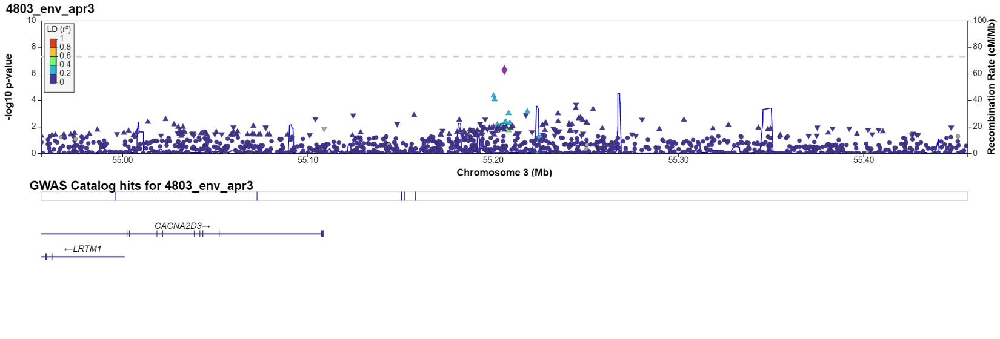 4803_env_apr3
10
8
6
4
2
0
-log10 p-value
LD (r²)
1
0.8
0.6
0.4
0.2
0
100
80
60
40
20
0
Recombination Rate (cM/Mb)
55.00 55.10 55.20 55.30 55.40
Chromosome 3 (Mb)
GWAS Catalog hits for 4803_env_apr3
CACNA2D3→
←LRTM1